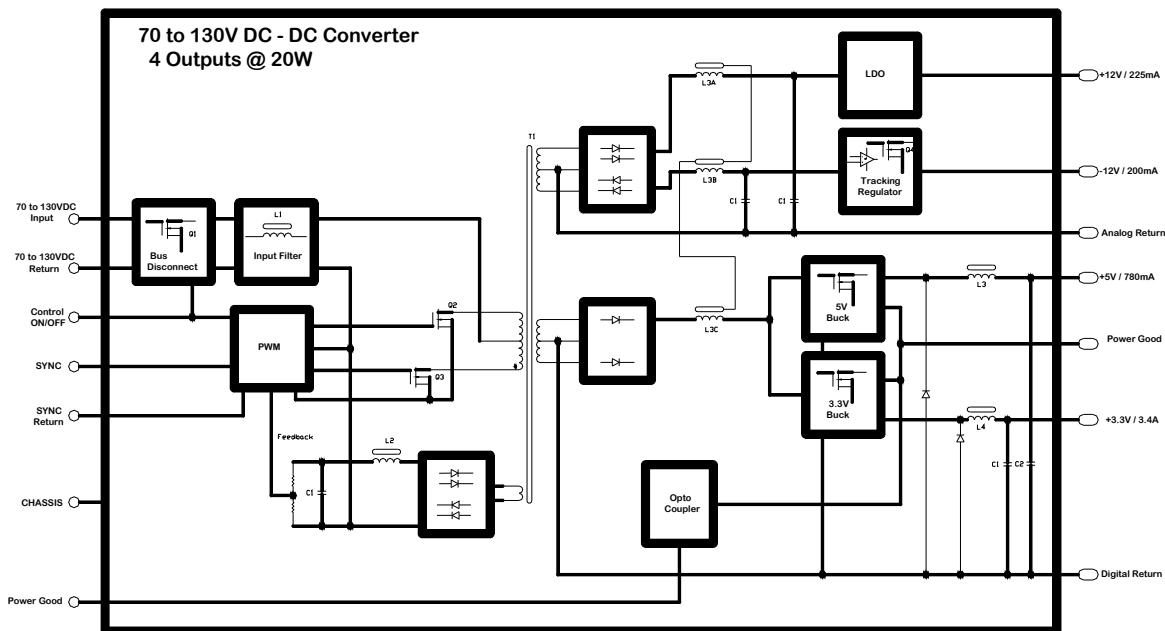 70 to 130V DC - DC Converter
4 Outputs @ 20W
T1
L3A
LDO
+12V / 225mA
Q4
L3B
Tracking
Regulator
-12V / 200mA
C1
C1
70 to 130VDC
Input
Q1
L1
Analog Return
70 to 130VDC
Return
Bus
Disconnect
Input Filter
+5V / 780mA
L3
Control
ON/OFF
Q2
L3C
5V
Buck
PWM
Power Good
SYNC
Q3
3.3V
Buck
SYNC
Return
+3.3V / 3.4A
L4
Feedback
L2
C1
C2
C1
CHASSIS
Opto
Coupler
Digital Return
Power Good